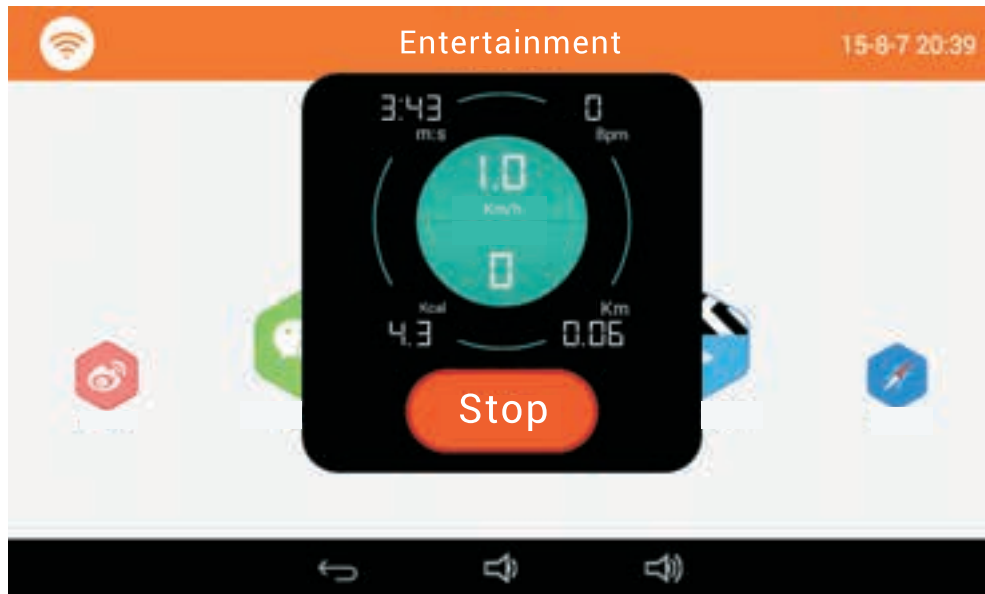 Entertainment
15-8-7 20:39
3:43
m:s
0
Bpm
1.0
Km/h
0
Kcal
4.3
Km
0.06
Stop